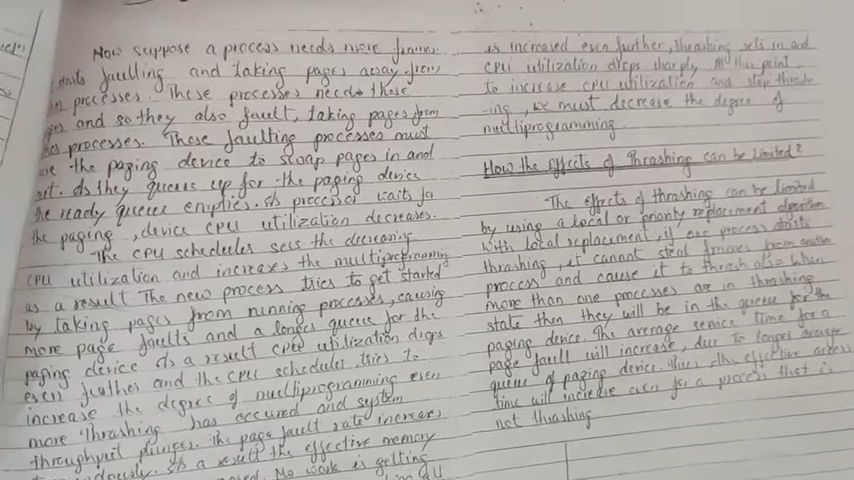 Now suppose a process needs more frames
starts faulling and taking pages away from
processes. These processes needs those
and so they also fault, taking pages from
processes. These faulting processes must
use the paging device to swap pages in and
out. As they queue up for the paging device
the ready queue empties. As processor waits for
the paging, device CPU utilization decreases.
The CPU scheduler sees the decreasing
CPU utilization and increases the multiprogramming
as a result. The new process tries to get started
by taking pages from running processes, causing
more page faults and a longer queue for the
paging device As a result CPU utilization drops
even further and the CPU scheduler tries to
increase the degree of multiprogramming even
more Thrashing has occured and system
throughput plunges. The page fault rate increases
As a result the effective memory
No work is getting
is increased even further, thrashing sets in and
CPU utilization drops sharply. At this point,
to increase CPU utilization and stop thrash
-ing, we must decrease the degree of
multiprogramming.
How the effects of Thrashing can be limited?
The effects of thrashing can be limited
by using a local or priority replacement algorithm
With local replacement, if one process starts
thrashing, it cannot steal frames from another
process and cause it to thrash also When
more than one processes are in thrashing
state then they will be in the queue for the
paging device. The average service time for a
page fault will increase, due to longer average
queue of paging device. Thus, the effective access
time will increase even for a process that is
not thrashing.